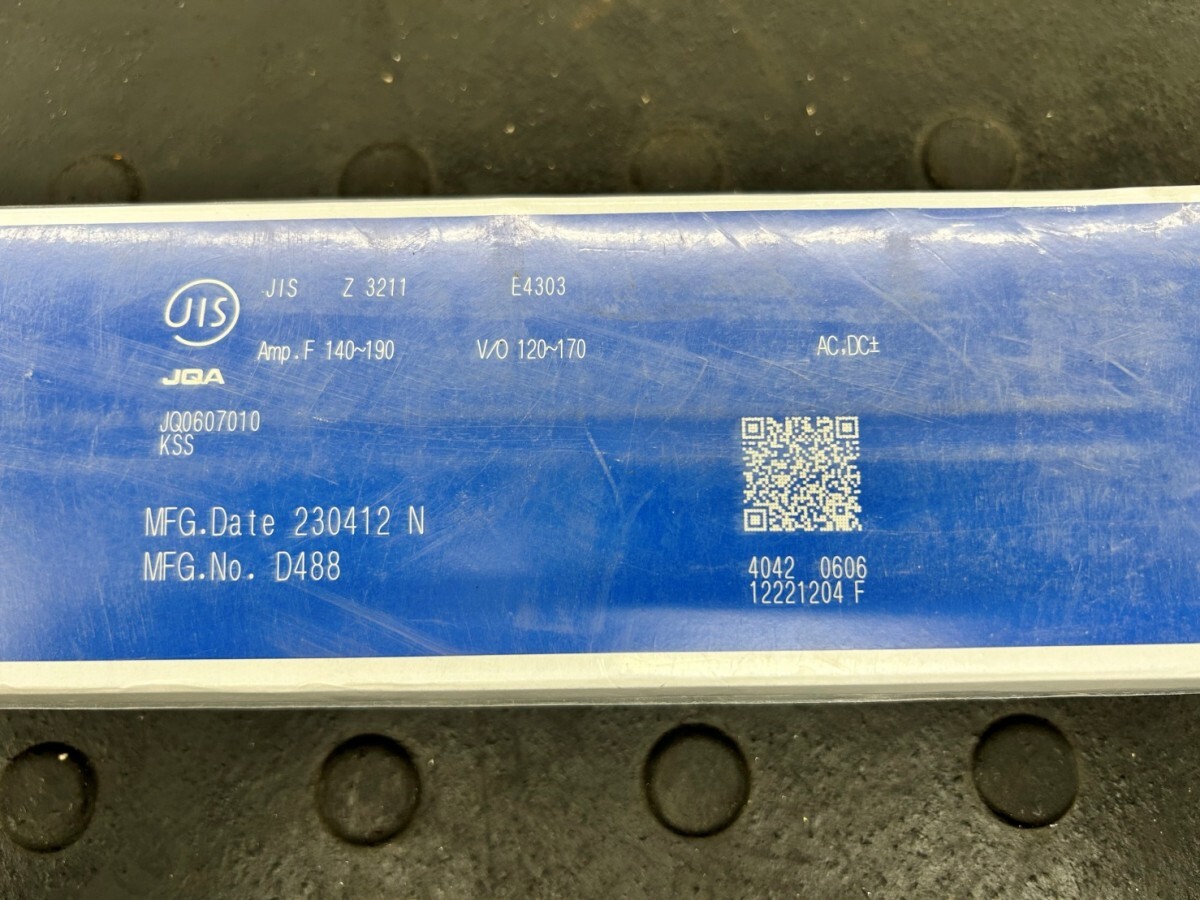 JIS Z 3211 E4303
JIS
Amp.F 140~190 V/O 120~170 AC,DC±
JQA
JQ0607010
KSS
MFG.Date 230412 N
MFG.No. D488
4042 0606
12221204 F